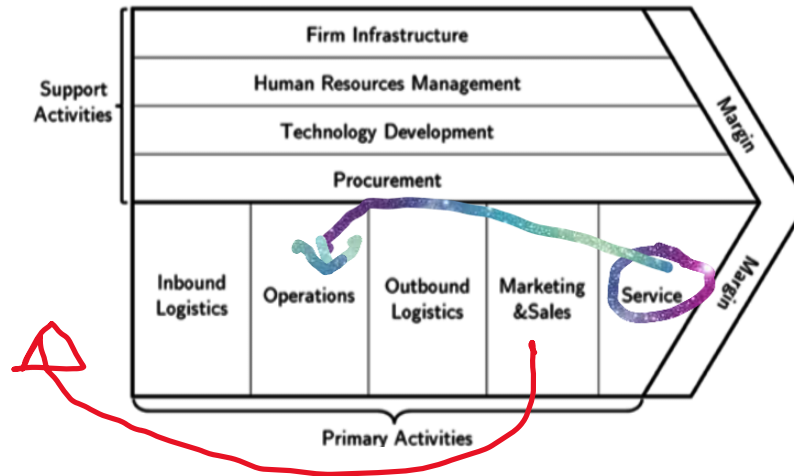 Firm Infrastructure
Human Resources Management
Technology Development
Procurement
Support
Activities
Margin
Inbound
Logistics
Operations
Outbound
Logistics
Marketing
&Sales
Service
Margin
Primary Activities